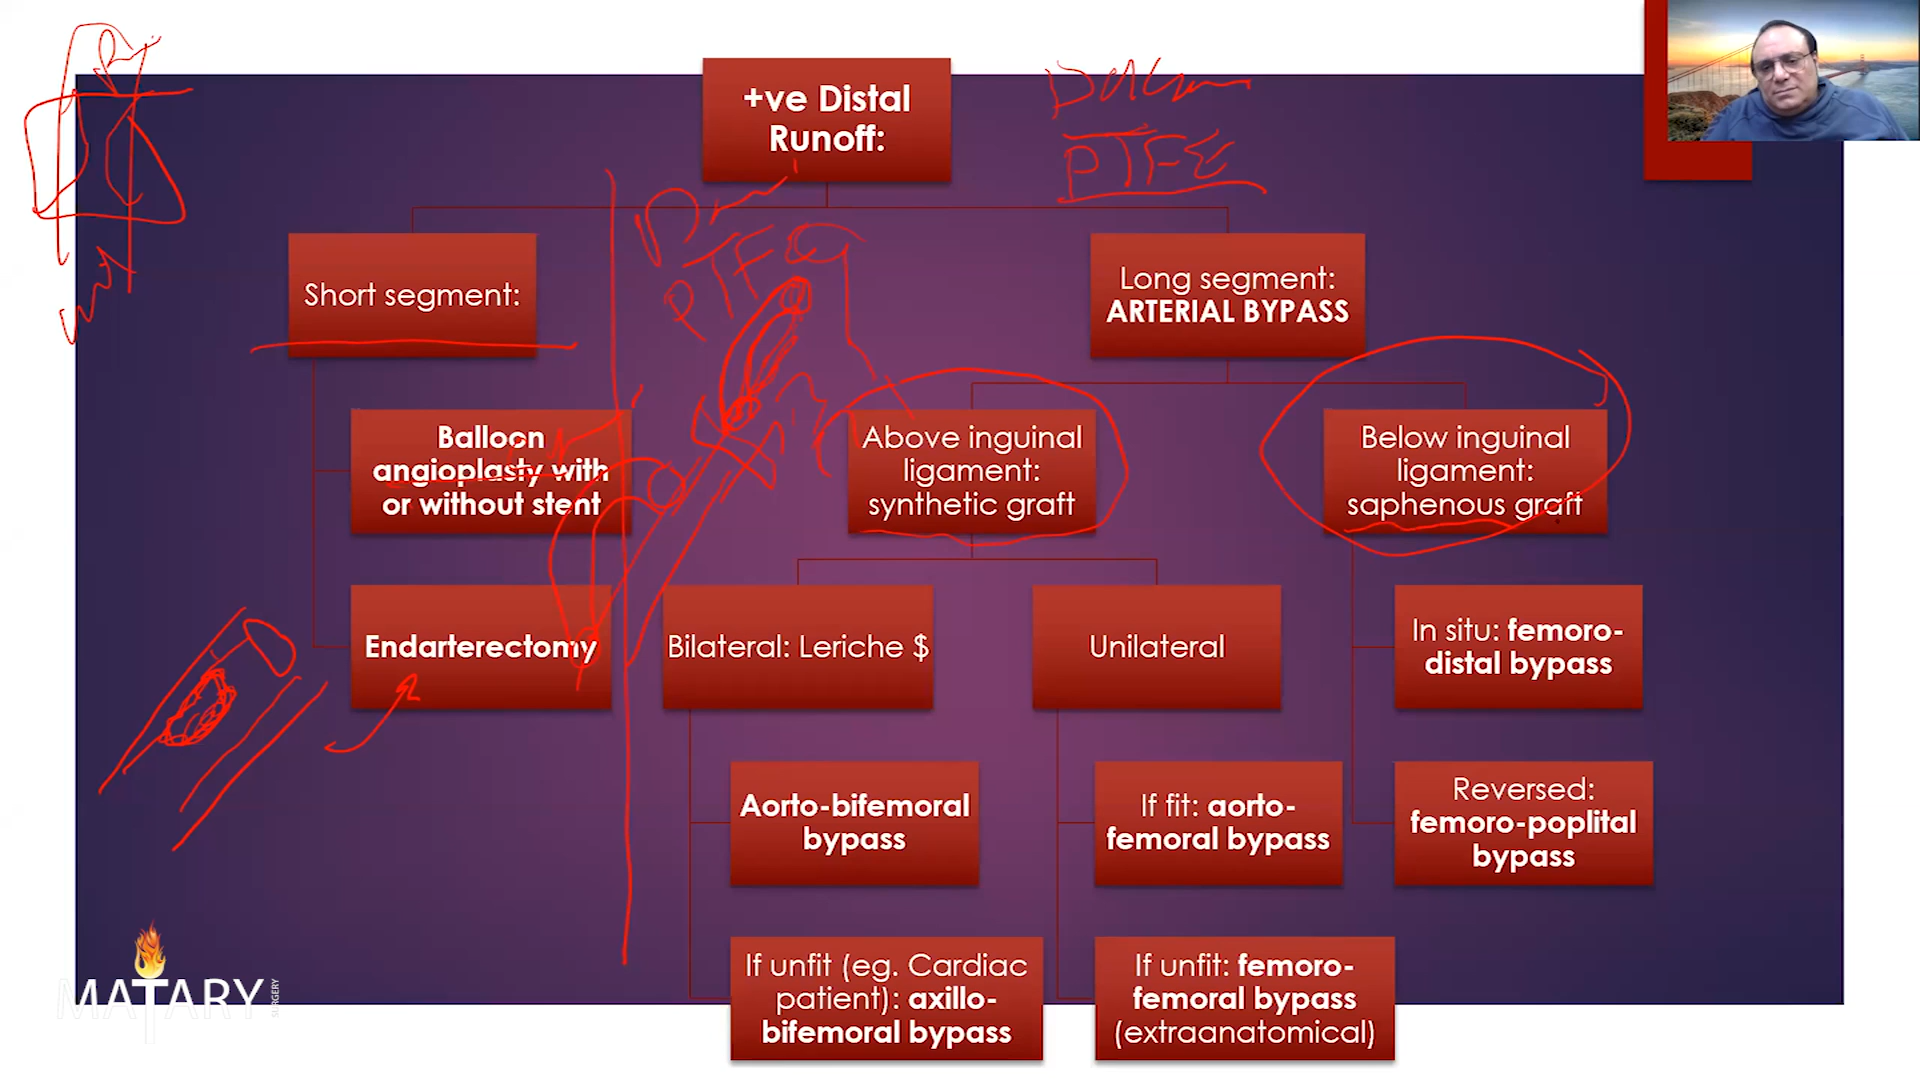 +ve Distal
Runoff:
Dacron
PTFE
PTFE
Short segment:
Long segment:
ARTERIAL BYPASS
Balloon
angioplasty with
or without stent
Above inguinal
ligament:
synthetic graft
Below inguinal
ligament:
saphenous graft
Endarterectomy
Bilateral: Leriche $
Unilateral
In situ: femoro-
distal bypass
Aorto-bifemoral
bypass
If fit: aorto-
femoral bypass
Reversed:
femoro-poplital
bypass
If unfit (eg. Cardiac
patient): axillo-
bifemoral bypass
If unfit: femoro-
femoral bypass
(extraanatomical)
MATARY
SURGERY